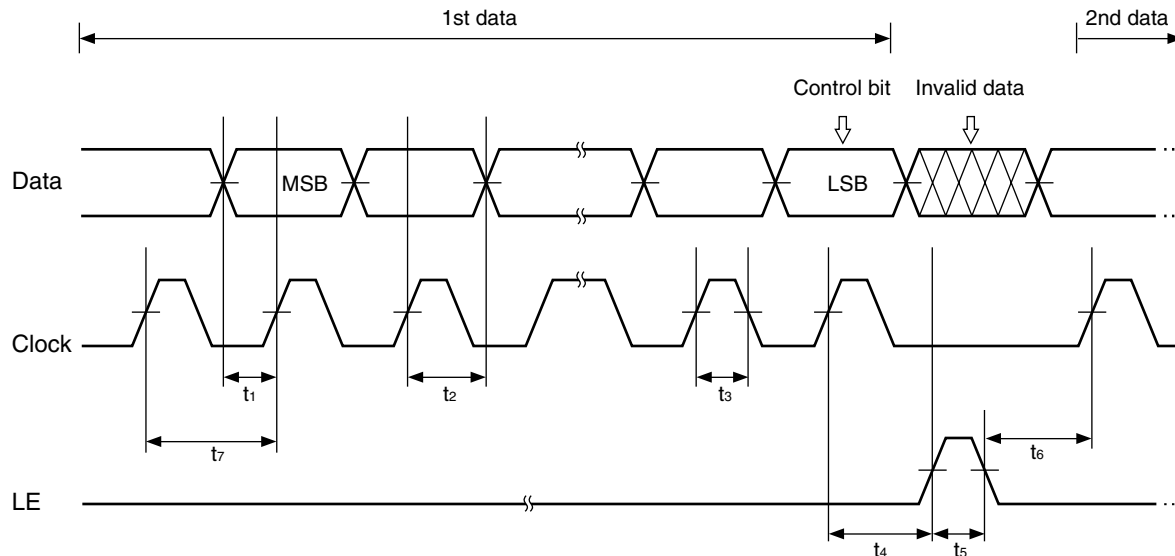 1st data
2nd data
Control bit
Invalid data
Data
MSB
LSB
Clock
t1
t2
t3
t7
t6
LE
t4
t5